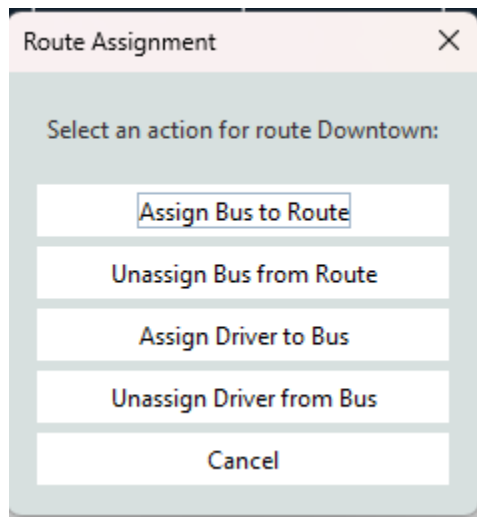 Route Assignment
Select an action for route Downtown:
Assign Bus to Route
Unassign Bus from Route
Assign Driver to Bus
Unassign Driver from Bus
Cancel